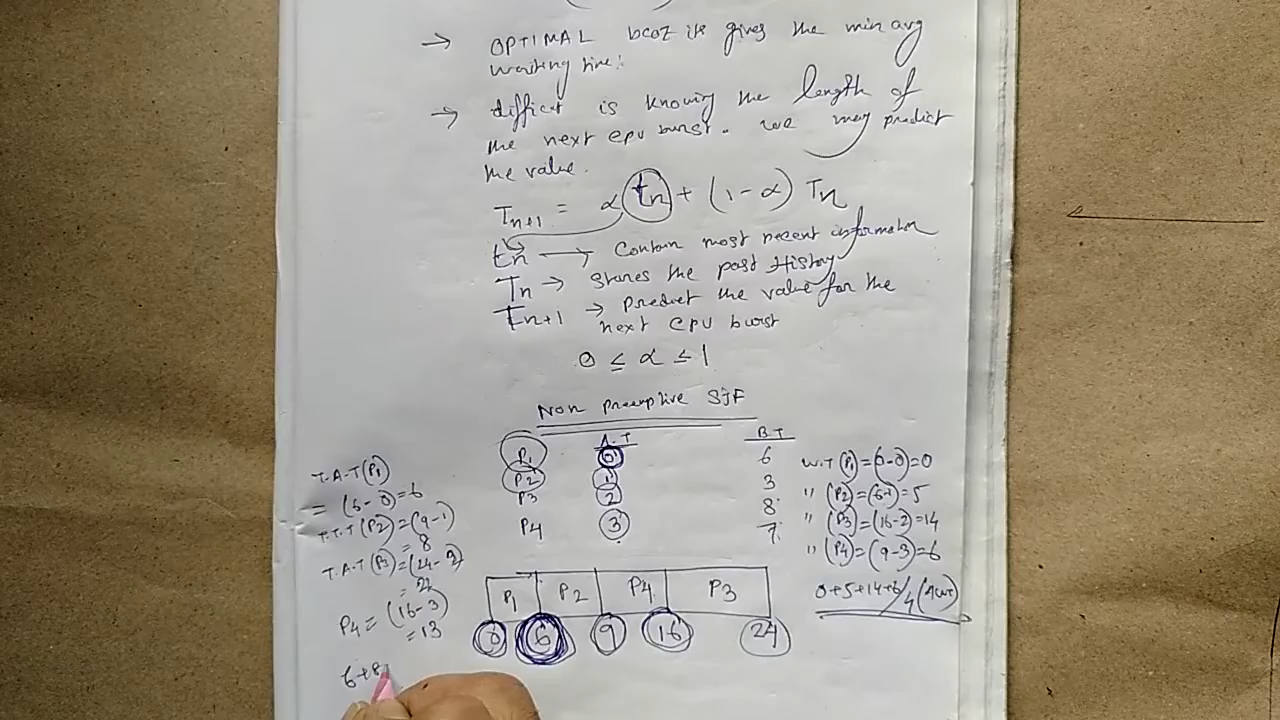 → OPTIMAL bcoz it gives the min avg
waiting time.
→ difficut is knowing the length of
the next cpu burst. we may predict
the value.
Tn+1 = α tn + (1-α) Tn
tn → Contain most recent information
Tn → Stores the past History
Tn+1 → Predict the value for the
next CPU burst
0 ≤ α ≤ 1
Non Preemptive SJF
A.T B.T
P1 0 6
P2 1 3
P3 2 8
P4 3 7
T.A.T(P1)
= (6-0)=6
T.T.T(P2)=(9-1)
= 8
T.A.T(P3)=(24-2)
= 22
P4 = (16-3)
= 13
6+8
W.T(P1)=(0-0)=0
" (P2)=(6-1)=5
" (P3)=(16-2)=14
" (P4)=(9-3)=6
0+5+14+6/4 (AWT)
P1 P2 P4 P3
0 6 9 16 24